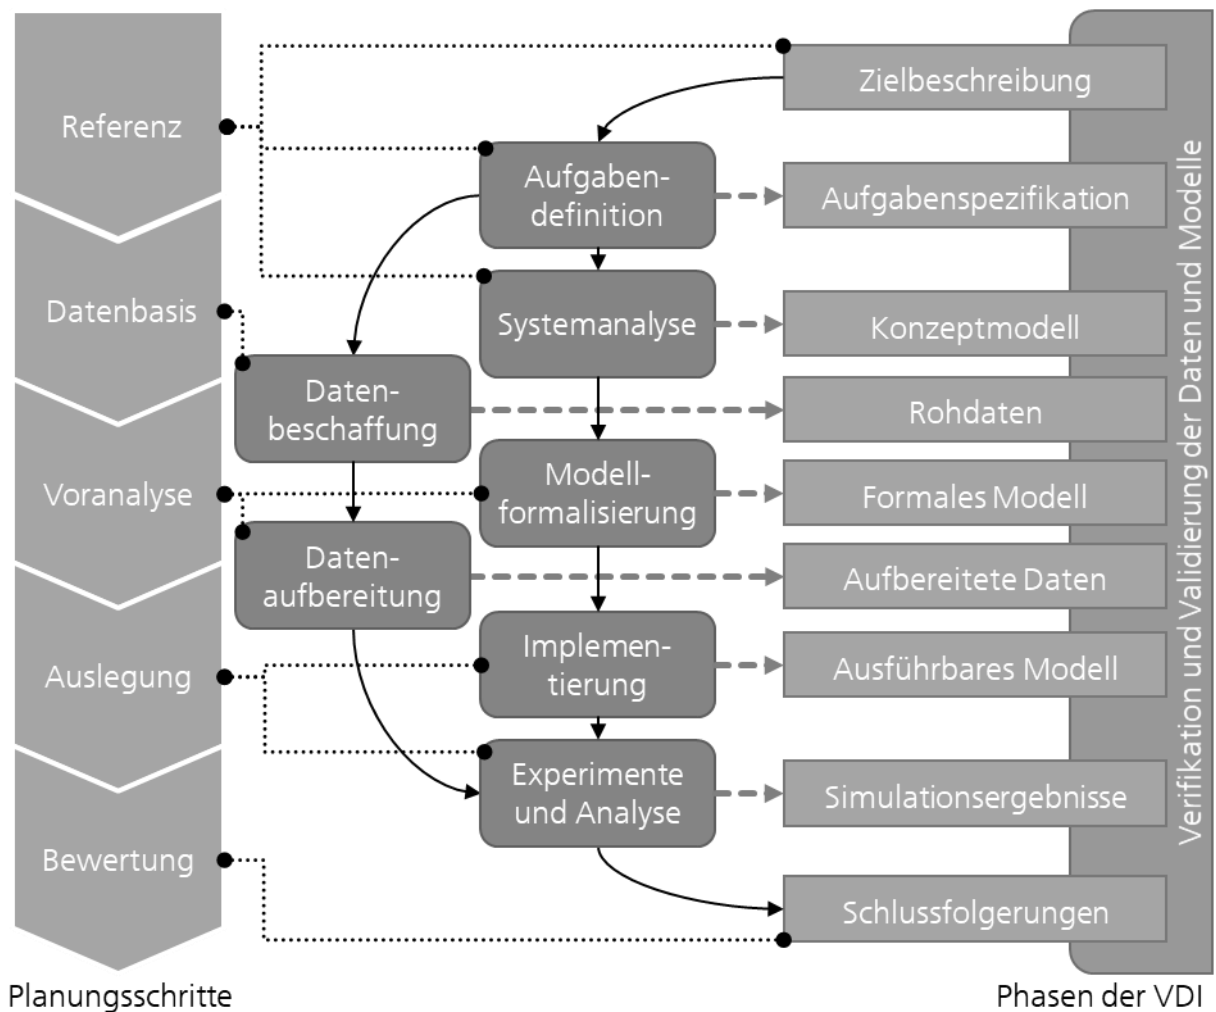 Referenz
Datenbasis
Voranalyse
Auslegung
Bewertung
Planungsschritte
Aufgaben-
definition
Systemanalyse
Daten-
beschaffung
Modell-
formalisierung
Daten-
aufbereitung
Implemen-
tierung
Experimente
und Analyse
Zielbeschreibung
Aufgabenspezifikation
Konzeptmodell
Rohdaten
Formales Modell
Aufbereitete Daten
Ausführbares Modell
Simulationsergebnisse
Schlussfolgerungen
Verifikation und Validierung der Daten und Modelle
Phasen der VDI